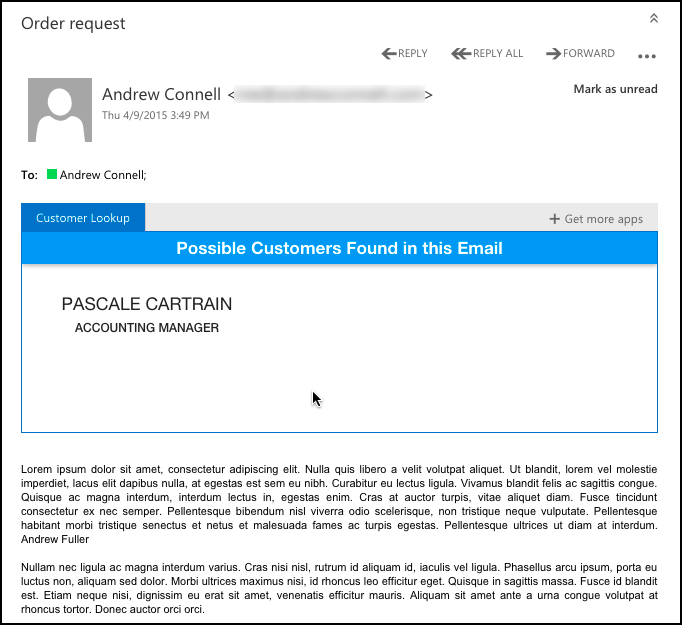 Order request
REPLY REPLY ALL FORWARD
Andrew Connell < >
Mark as unread
Thu 4/9/2015 3:49 PM
To: Andrew Connell;
Customer Lookup
+ Get more apps
Possible Customers Found in this Email
PASCALE CARTRAIN
ACCOUNTING MANAGER
Lorem ipsum dolor sit amet, consectetur adipiscing elit. Nulla quis libero a velit volutpat aliquet. Ut blandit, lorem vel molestie
imperdiet, lacus elit dapibus nulla, at egestas est sem eu nibh. Curabitur eu lectus ligula. Vivamus blandit felis ac sagittis congue.
Quisque ac magna interdum, interdum lectus in, egestas enim. Cras at auctor turpis, vitae aliquet diam. Fusce tincidunt
consectetur ex nec semper. Pellentesque bibendum nisl viverra odio scelerisque, non tristique neque vulputate. Pellentesque
habitant morbi tristique senectus et netus et malesuada fames ac turpis egestas. Pellentesque ultrices ut diam at interdum.
Andrew Fuller
Nullam nec ligula ac magna interdum varius. Cras nisi nisl, rutrum id aliquam id, iaculis vel ligula. Phasellus arcu ipsum, porta eu
luctus non, aliquam sed dolor. Morbi ultrices maximus nisi, id rhoncus leo efficitur eget. Quisque in sagittis massa. Fusce id blandit
est. Etiam neque nisi, dignissim eu erat sit amet, venenatis efficitur mauris. Aliquam sit amet ante a urna congue volutpat at
rhoncus tortor. Donec auctor orci orci.